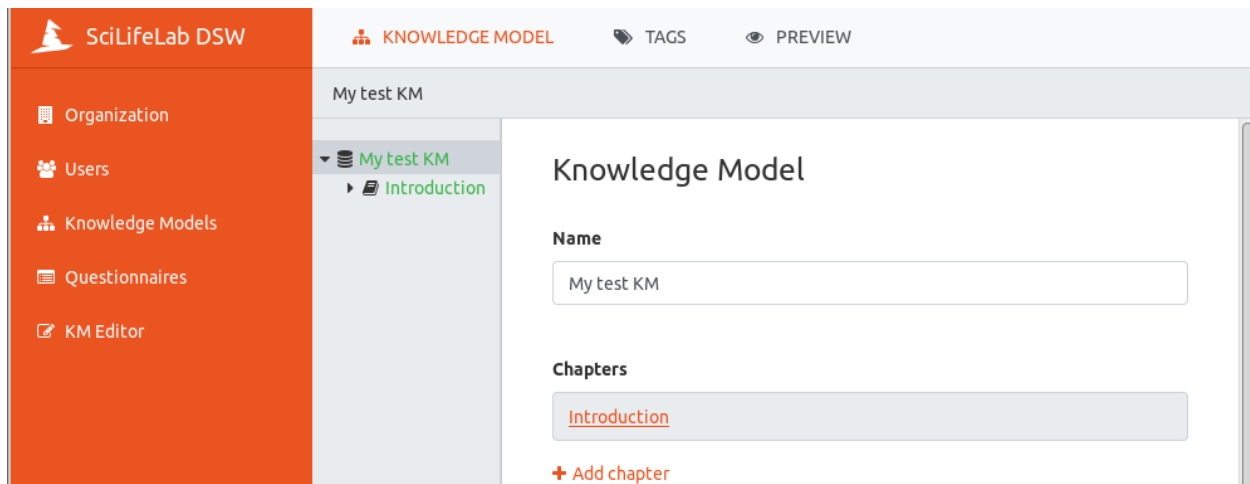 SciLifeLab DSW
KNOWLEDGE MODEL TAGS PREVIEW
Organization
Users
Knowledge Models
Questionnaires
KM Editor
My test KM
My test KM
Introduction
Knowledge Model
Name
My test KM
Chapters
Introduction
Add chapter